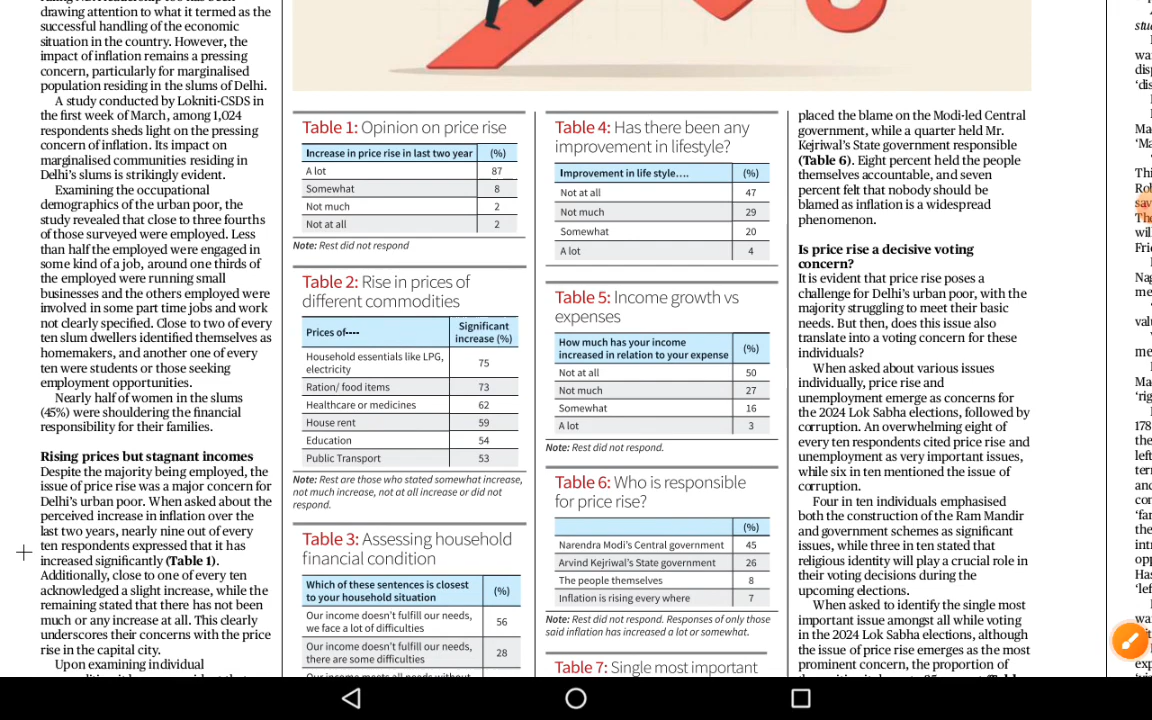 drawing attention to what it termed as the
successful handling of the economic
situation in the country. However, the
impact of inflation remains a pressing
concern, particularly for marginalised
population residing in the slums of Delhi.
A study conducted by Lokniti-CSDS in
the first week of March, among 1,024
respondents sheds light on the pressing
concern of inflation. Its impact on
marginalised communities residing in
Delhi's slums is strikingly evident.
Examining the occupational
demographics of the urban poor, the
study revealed that close to three fourths
of those surveyed were employed. Less
than half the employed were engaged in
some kind of a job, around one thirds of
the employed were running small
businesses and the others employed were
involved in some part time jobs and work
not clearly specified. Close to two of every
ten slum dwellers identified themselves as
homemakers, and another one of every
ten were students or those seeking
employment opportunities.
Nearly half of women in the slums
(45%) were shouldering the financial
responsibility for their families.
Rising prices but stagnant incomes
Despite the majority being employed, the
issue of price rise was a major concern for
Delhi's urban poor. When asked about the
perceived increase in inflation over the
last two years, nearly nine out of every
ten respondents expressed that it has
increased significantly (Table 1).
Additionally, close to one of every ten
acknowledged a slight increase, while the
remaining stated that there has not been
much or any increase at all. This clearly
underscores their concerns with the price
rise in the capital city.
Upon examining individual
Table 1: Opinion on price rise
Increase in price rise in last two year (%)
A lot 87
Somewhat 8
Not much 2
Not at all 2
Note: Rest did not respond
Table 2: Rise in prices of
different commodities
Prices of---- Significant
increase (%)
Household essentials like LPG,
electricity 75
Ration/ food items 73
Healthcare or medicines 62
House rent 59
Education 54
Public Transport 53
Note: Rest are those who stated somewhat increase,
not much increase, not at all increase or did not
respond.
Table 3: Assessing household
financial condition
Which of these sentences is closest
to your household situation (%)
Our income doesn't fulfill our needs,
we face a lot of difficulties 56
Our income doesn't fulfill our needs,
there are some difficulties 28
Table 4: Has there been any
improvement in lifestyle?
Improvement in life style.... (%)
Not at all 47
Not much 29
Somewhat 20
A lot 4
Table 5: Income growth vs
expenses
How much has your income
increased in relation to your expense (%)
Not at all 50
Not much 27
Somewhat 16
A lot 3
Note: Rest did not respond.
Table 6: Who is responsible
for price rise?
(%)
Narendra Modi's Central government 45
Arvind Kejriwal's State government 26
The people themselves 8
Inflation is rising every where 7
Note: Rest did not respond. Responses of only those
said inflation has increased a lot or somewhat.
Table 7: Single most important
placed the blame on the Modi-led Central
government, while a quarter held Mr.
Kejriwal's State government responsible
(Table 6). Eight percent held the people
themselves accountable, and seven
percent felt that nobody should be
blamed as inflation is a widespread
phenomenon.
Is price rise a decisive voting
concern?
It is evident that price rise poses a
challenge for Delhi's urban poor, with the
majority struggling to meet their basic
needs. But then, does this issue also
translate into a voting concern for these
individuals?
When asked about various issues
individually, price rise and
unemployment emerge as concerns for
the 2024 Lok Sabha elections, followed by
corruption. An overwhelming eight of
every ten respondents cited price rise and
unemployment as very important issues,
while six in ten mentioned the issue of
corruption.
Four in ten individuals emphasised
both the construction of the Ram Mandir
and government schemes as significant
issues, while three in ten stated that
religious identity will play a crucial role in
their voting decisions during the
upcoming elections.
When asked to identify the single most
important issue amongst all while voting
in the 2024 Lok Sabha elections, although
the issue of price rise emerges as the most
prominent concern, the proportion of